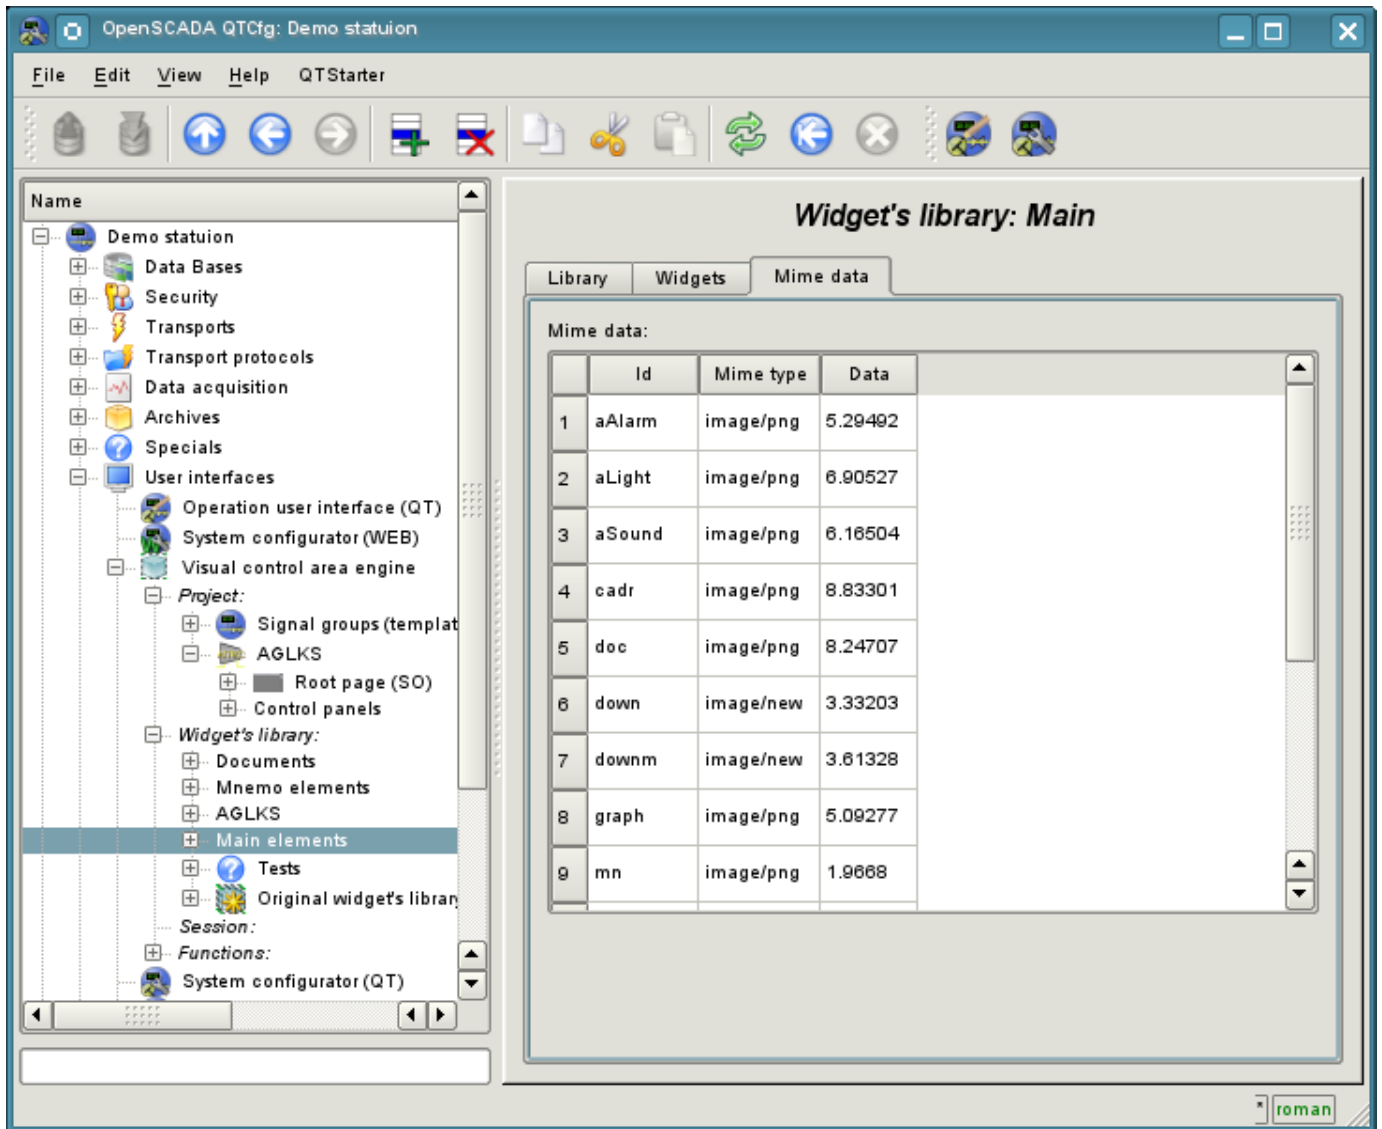 OpenSCADA QTCfg: Demo statuion
File Edit View Help QTStarter
Name
Demo statuion
Data Bases
Security
Transports
Transport protocols
Data acquisition
Archives
Specials
User interfaces
Operation user interface (QT)
System configurator (WEB)
Visual control area engine
Project:
Signal groups (templat
AGLKS
Root page (SO)
Control panels
Widget's library:
Documents
Mnemo elements
AGLKS
Main elements
Tests
Original widget's librar
Session:
Functions:
System configurator (QT)
Widget's library: Main
Library Widgets Mime data
Mime data:
Id Mime type Data
1 aAlarm image/png 5.29492
2 aLight image/png 6.90527
3 aSound image/png 6.16504
4 cadr image/png 8.83301
5 doc image/png 8.24707
6 down image/new 3.33203
7 downm image/new 3.61328
8 graph image/png 5.09277
9 mn image/png 1.9668
* roman